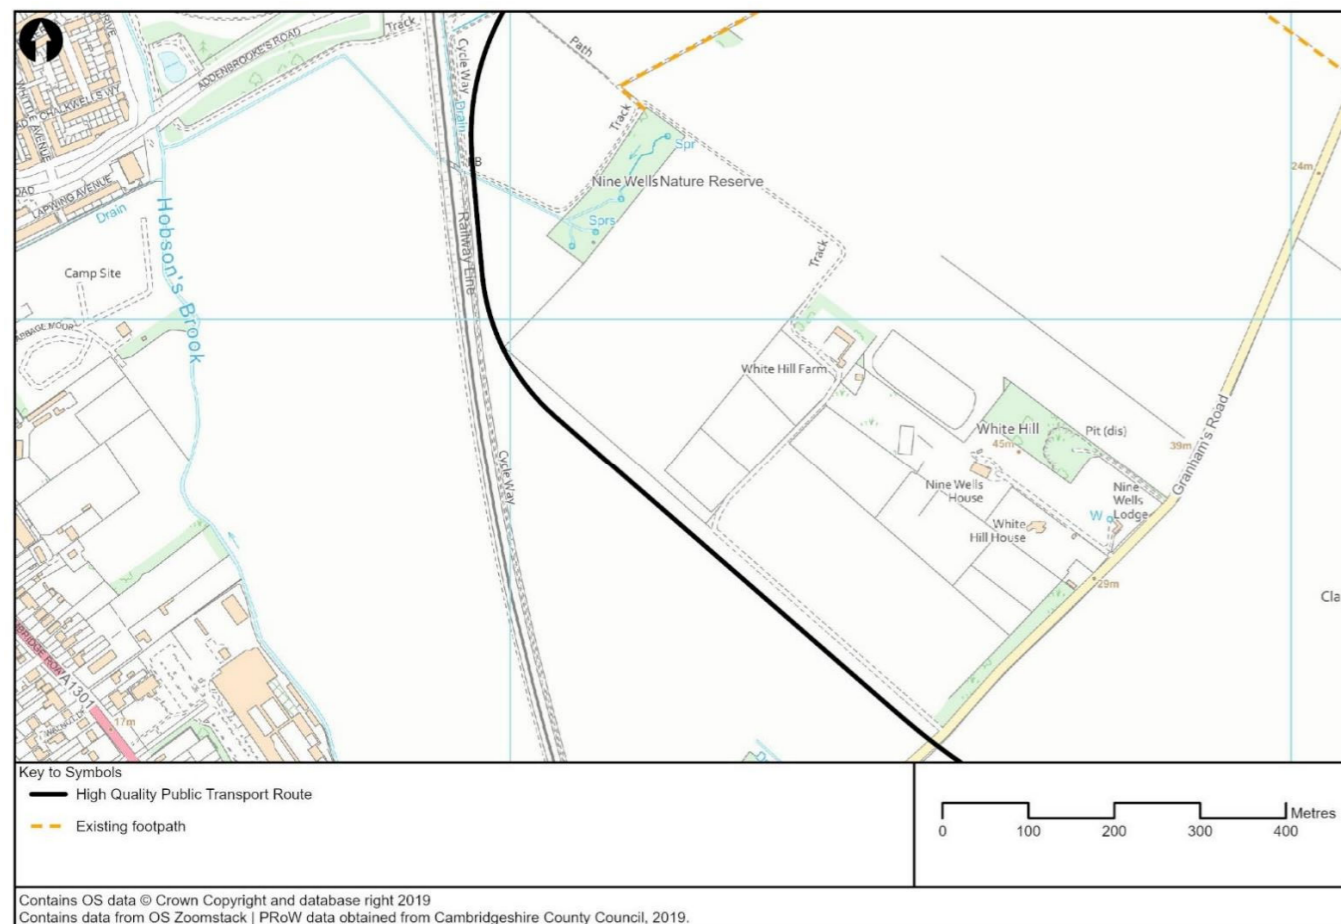 Track
ADDENBROOKE'S ROAD
Path
Cycle Way
CHALKWELLS WY
Drain
Track
24m
Spr
Nine Wells Nature Reserve
LAPWING AVENUE
Drain
Sprs
Hobson's Brook
Railway Line
Track
Camp Site
White Hill Farm
White Hill
45m
Pit (dis)
39m
Granham's Road
Cycle Way
Nine Wells House
Nine Wells Lodge
W
White Hill House
29m
A1301
17m
Key to Symbols
High Quality Public Transport Route
Existing footpath
0 100 200 300 400 Metres
Contains OS data © Crown Copyright and database right 2019
Contains data from OS Zoomstack | PRoW data obtained from Cambridgeshire County Council, 2019.